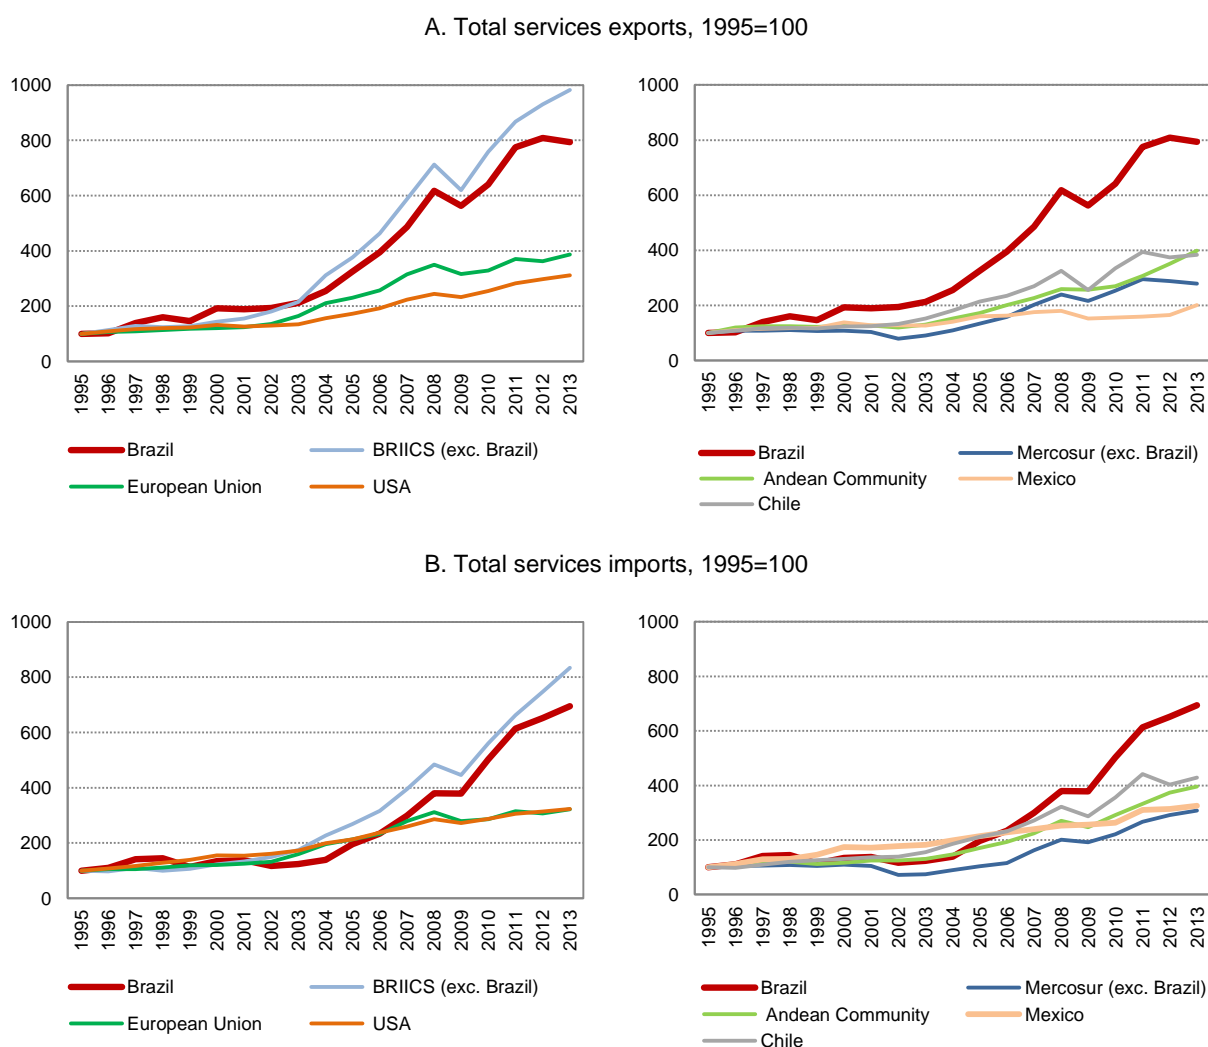 A. Total services exports, 1995=100
1000
800
600
400
200
0
1995 1996 1997 1998 1999 2000 2001 2002 2003 2004 2005 2006 2007 2008 2009 2010 2011 2012 2013
Brazil BRIICS (exc. Brazil)
European Union USA
1000
800
600
400
200
0
1995 1996 1997 1998 1999 2000 2001 2002 2003 2004 2005 2006 2007 2008 2009 2010 2011 2012 2013
Brazil Mercosur (exc. Brazil)
Andean Community Mexico
Chile
B. Total services imports, 1995=100
1000
800
600
400
200
0
1995 1996 1997 1998 1999 2000 2001 2002 2003 2004 2005 2006 2007 2008 2009 2010 2011 2012 2013
Brazil BRIICS (exc. Brazil)
European Union USA
1000
800
600
400
200
0
1995 1996 1997 1998 1999 2000 2001 2002 2003 2004 2005 2006 2007 2008 2009 2010 2011 2012 2013
Brazil Mercosur (exc. Brazil)
Andean Community Mexico
Chile